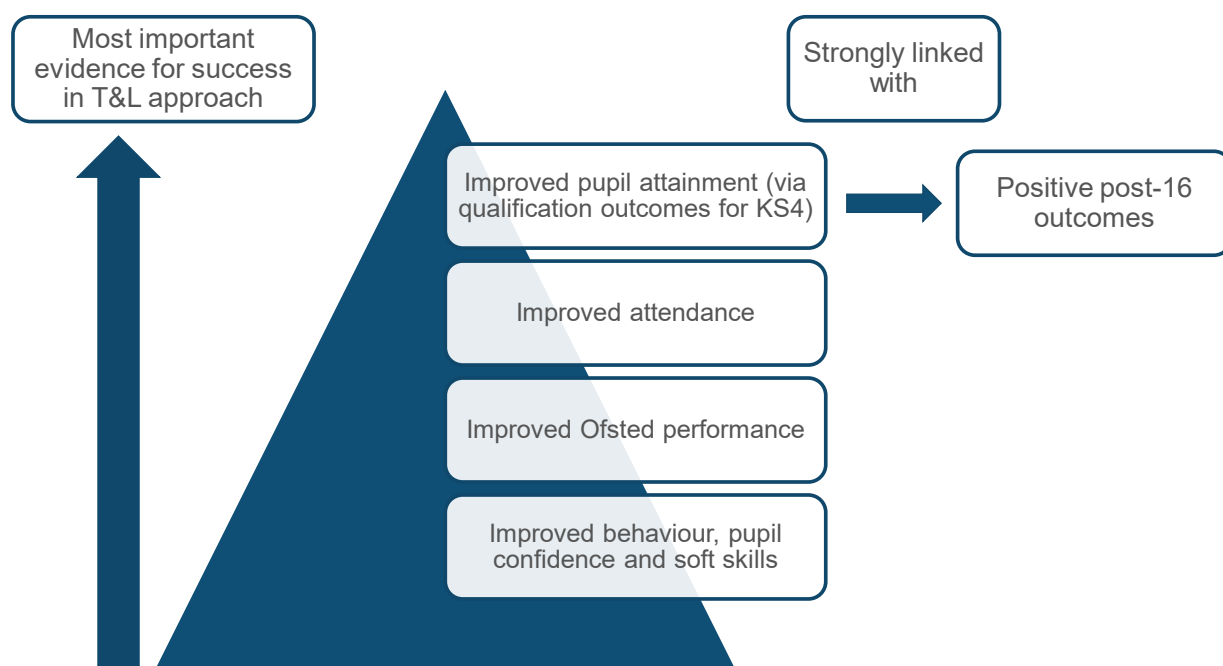 Most important
evidence for success
in T&L approach
Strongly linked
with
Improved pupil attainment (via
qualification outcomes for KS4)
Positive post-16
outcomes
Improved attendance
Improved Ofsted performance
Improved behaviour, pupil
confidence and soft skills